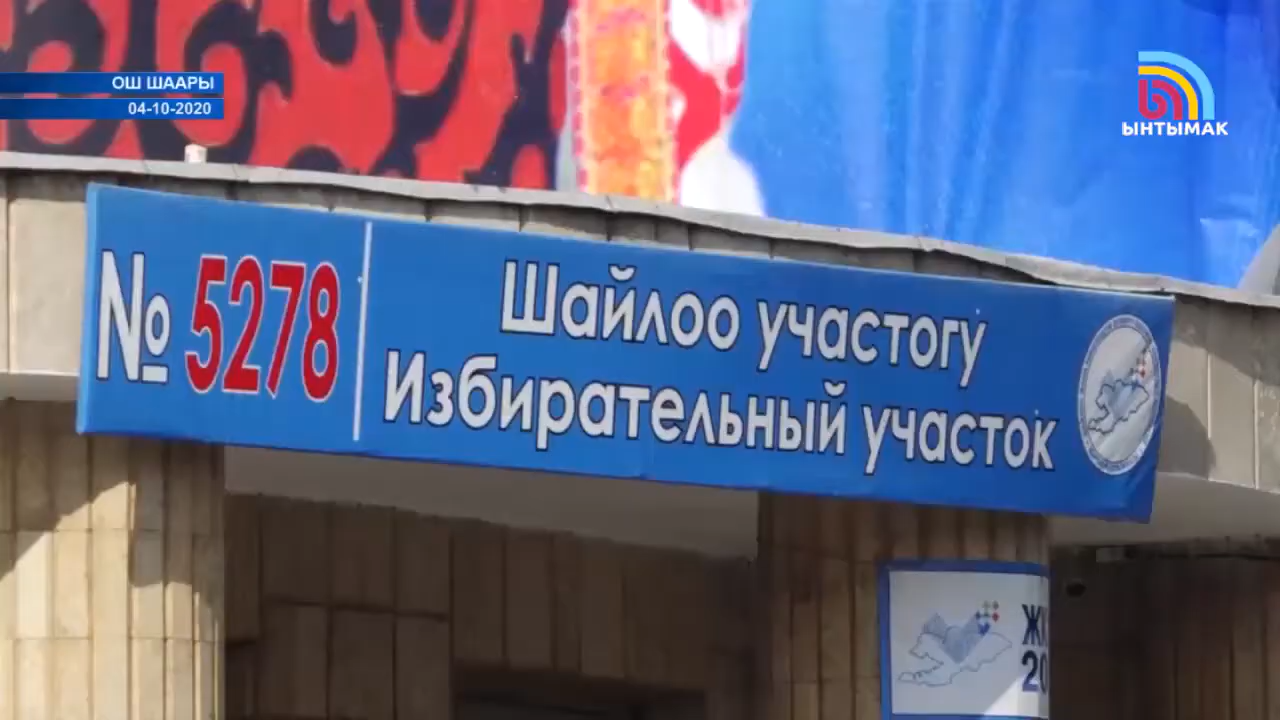 ОШ ШААРЫ
04-10-2020
ЫНТЫМАК
№ 5278
Шайлоо участогу
Избирательный участок